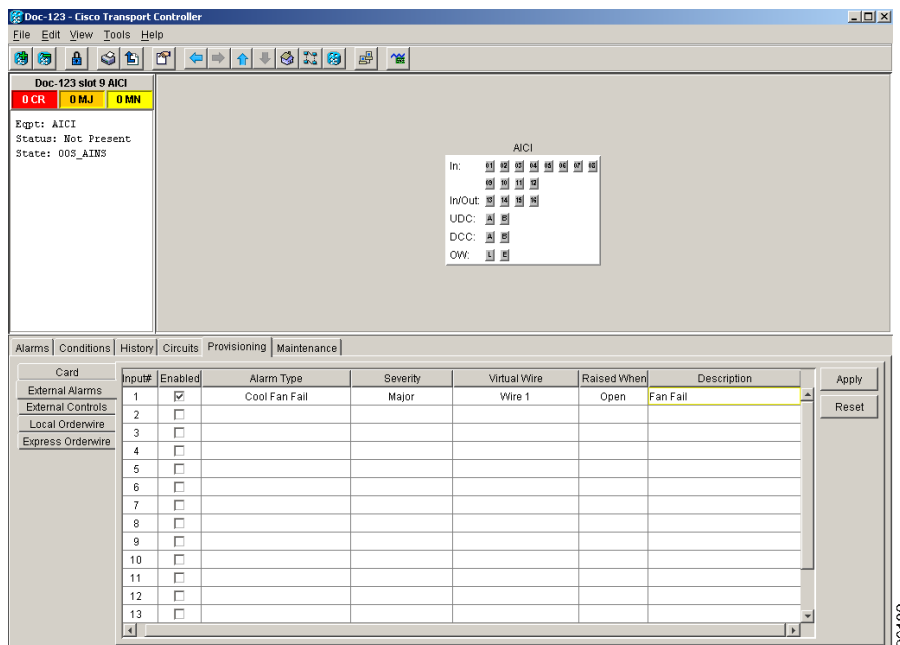 Doc-123 - Cisco Transport Controller
File Edit View Tools Help
Doc-123 slot 9 AICI
0 CR 0 MJ 0 MN
Eqpt: AICI
Status: Not Present
State: OOS_AINS
AICI
In: 01 02 03 04 05 06 07 08
09 10 11 12
In/Out: 13 14 15 16
UDC: A B
DCC: A B
OW: L E
Alarms Conditions History Circuits Provisioning Maintenance
Card
External Alarms
External Controls
Local Orderwire
Express Orderwire
Input# Enabled Alarm Type Severity Virtual Wire Raised When Description
1 Cool Fan Fail Major Wire 1 Open Fan Fail
2
3
4
5
6
7
8
9
10
11
12
13
Apply
Reset